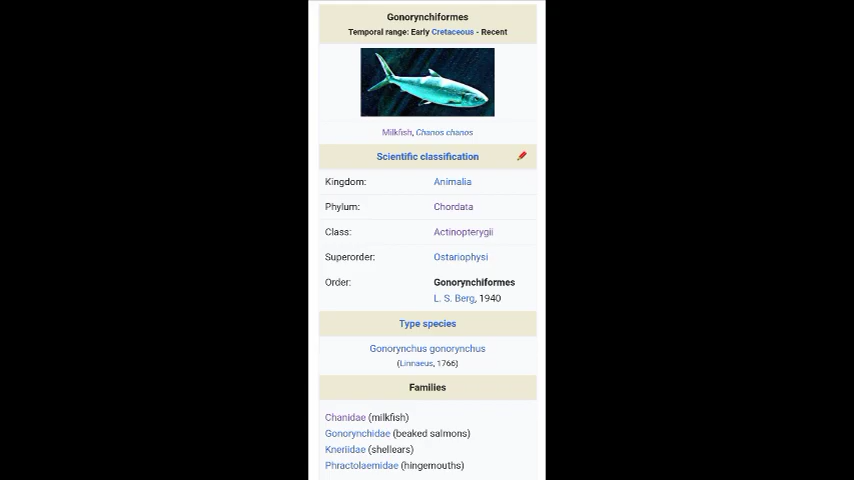 Gonorynchiformes
Temporal range: Early Cretaceous - Recent
Milkfish, Chanos chanos
Scientific classification
Kingdom: Animalia
Phylum: Chordata
Class: Actinopterygii
Superorder: Ostariophysi
Order: Gonorynchiformes
L. S. Berg, 1940
Type species
Gonorynchus gonorynchus
(Linnaeus, 1766)
Families
Chanidae (milkfish)
Gonorynchidae (beaked salmons)
Kneriidae (shellears)
Phractolaemidae (hingemouths)